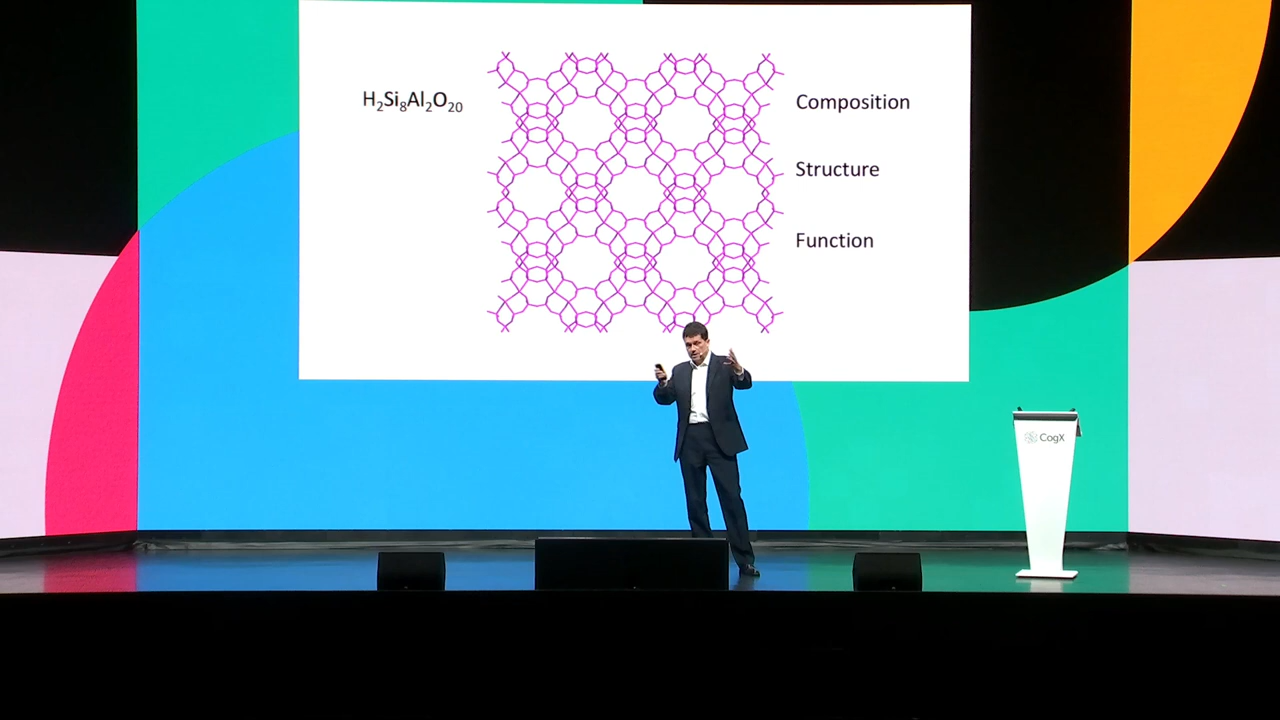 H₂Si₈Al₂O₂₀
Composition
Structure
Function
CogX